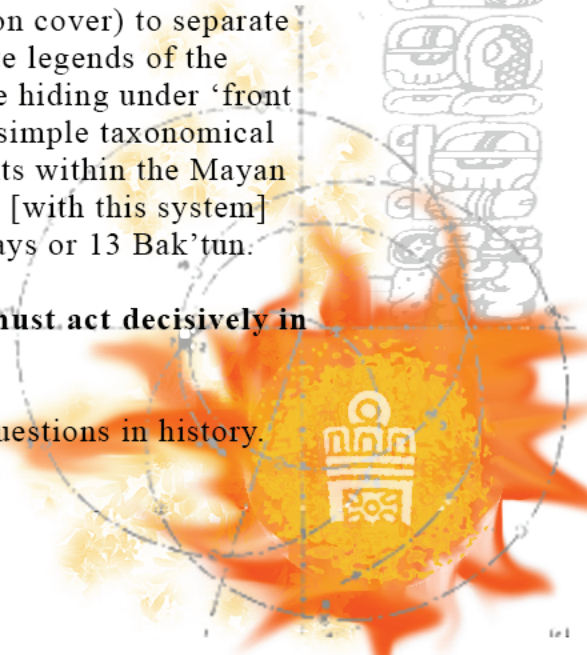 on cover) to separate
e legends of the
e hiding under ‘front
simple taxonomical
ts within the Mayan
[with this system]
ays or 13 Bak’tun.
must act decisively in
uestions in history.